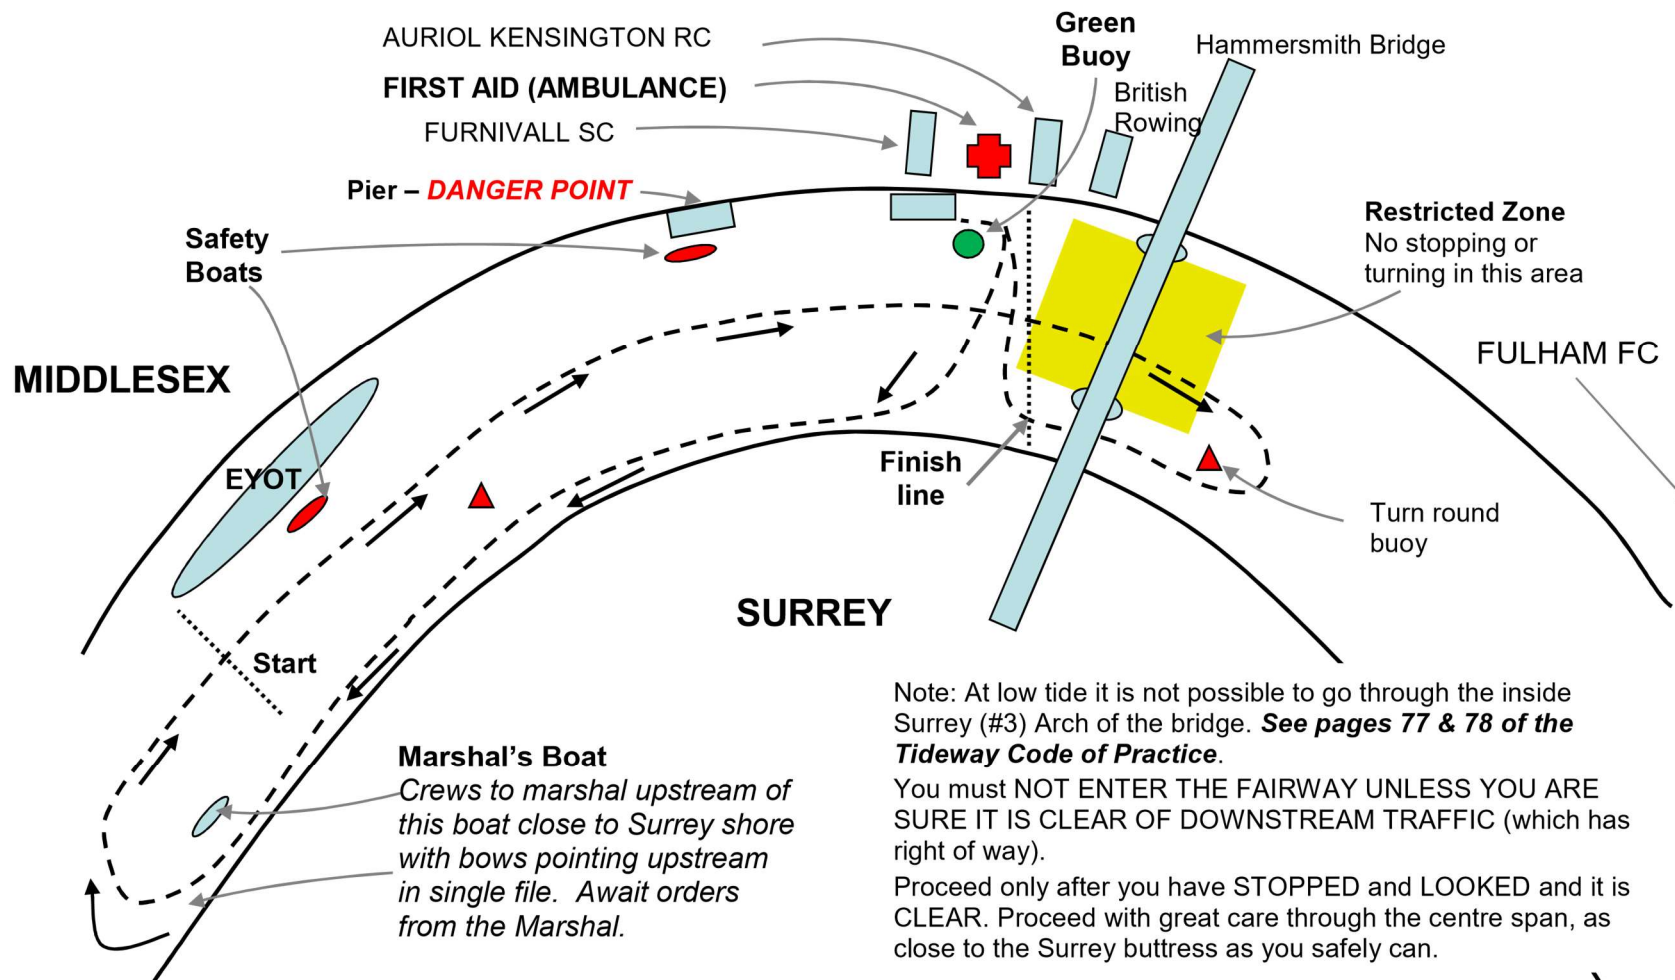 AURIOL KENSINGTON RC
FIRST AID (AMBULANCE)
FURNIVALL SC
Pier – DANGER POINT
Green
Buoy
Hammersmith Bridge
British
Rowing
Safety
Boats
Restricted Zone
No stopping or
turning in this area
MIDDLESEX
FULHAM FC
EYOT
Finish
line
Turn round
buoy
SURREY
Start
Marshal’s Boat
Crews to marshal upstream of
this boat close to Surrey shore
with bows pointing upstream
in single file. Await orders
from the Marshal.
Note: At low tide it is not possible to go through the inside
Surrey (#3) Arch of the bridge. See pages 77 & 78 of the
Tideway Code of Practice.
You must NOT ENTER THE FAIRWAY UNLESS YOU ARE
SURE IT IS CLEAR OF DOWNSTREAM TRAFFIC (which has
right of way).
Proceed only after you have STOPPED and LOOKED and it is
CLEAR. Proceed with great care through the centre span, as
close to the Surrey buttress as you safely can.